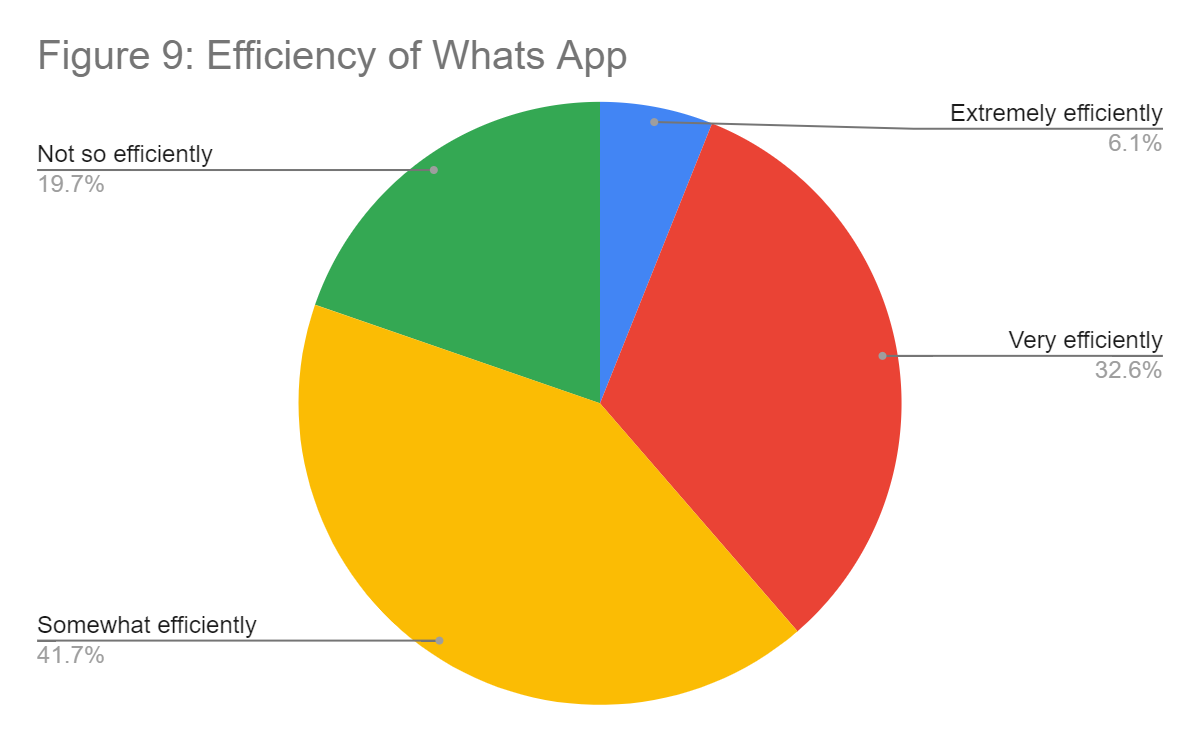 Figure 9: Efficiency of Whats App
Extremely efficiently
6.1%
Not so efficiently
19.7%
Very efficiently
32.6%
Somewhat efficiently
41.7%